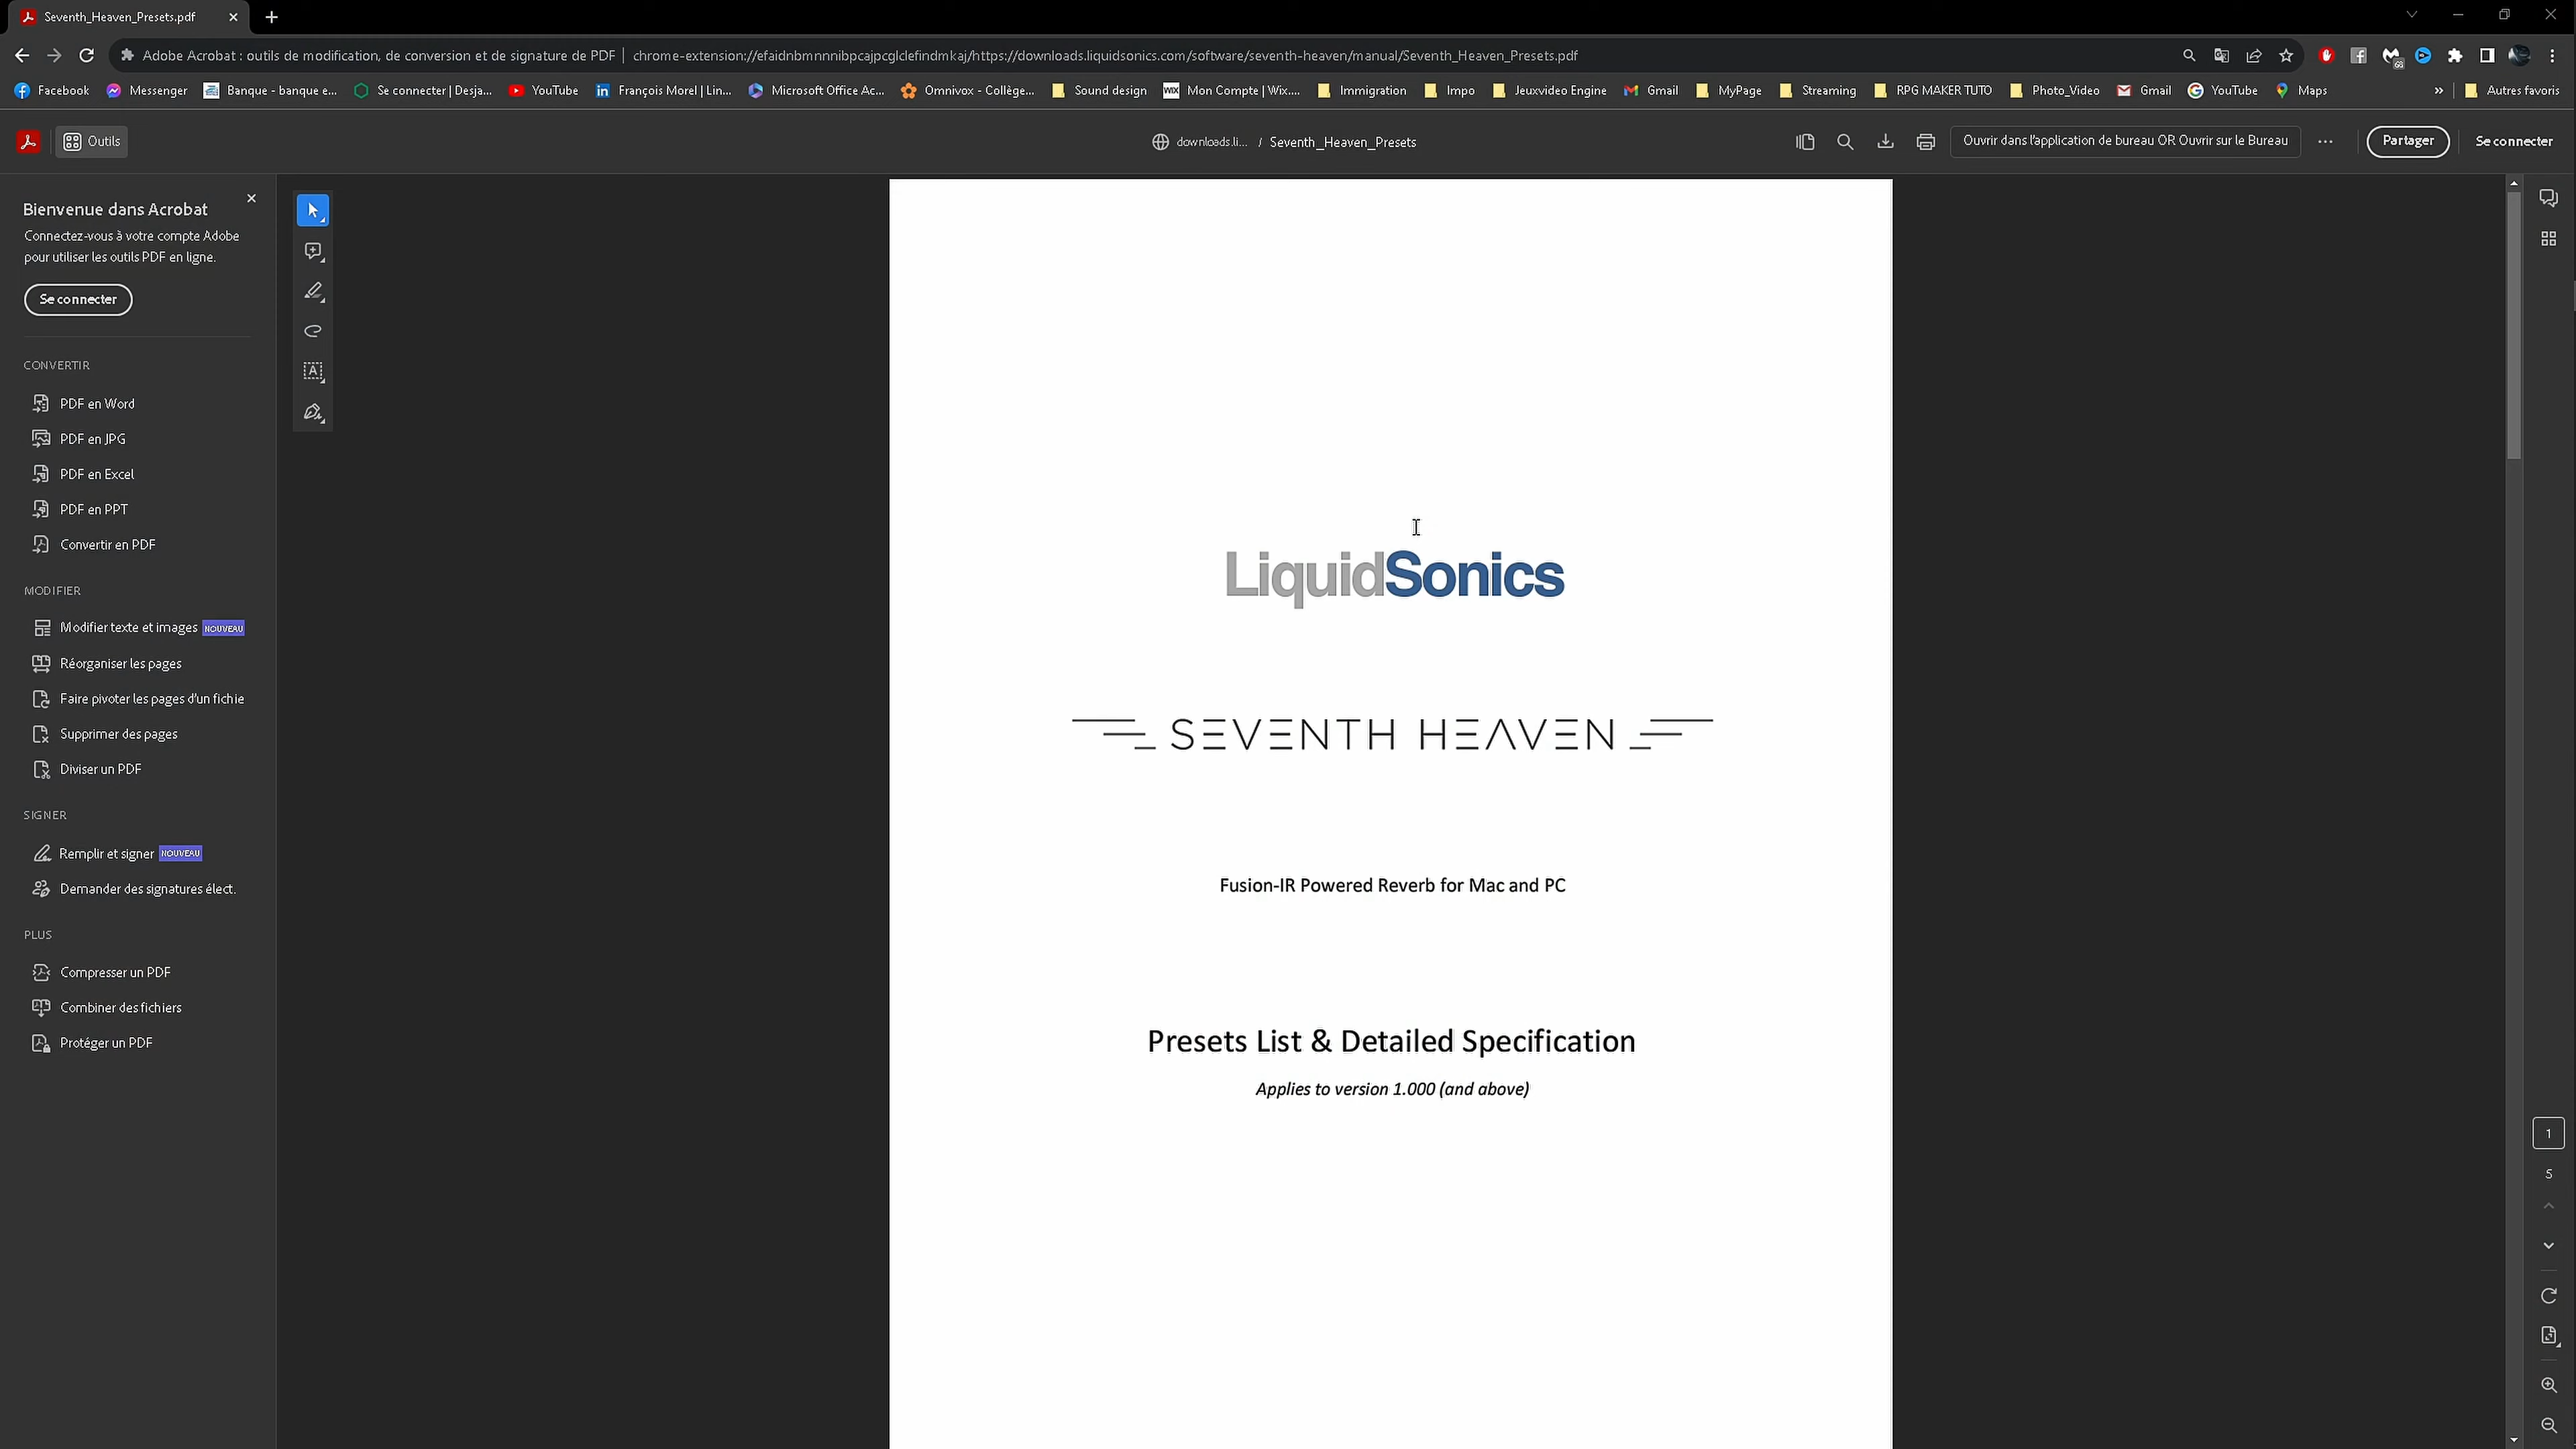 Seventh_Heaven_Presets.pdf
Adobe Acrobat : outils de modification, de conversion et de signature de PDF | chrome-extension://efaidnbmnnnibpcajpcglclefindmkaj/https://downloads.liquidsonics.com/software/seventh-heaven/manual/Seventh_Heaven_Presets.pdf
Facebook Messenger Banque - banque e... Se connecter | Desja... YouTube François Morel | Lin... Microsoft Office Ac... Omnivox - Collège... Sound design Mon Compte | Wix.... Immigration Impo Jeuxvideo Engine Gmail MyPage Streaming RPG MAKER TUTO Photo_Video Gmail YouTube Maps » Autres favoris
Outils downloads.li... / Seventh_Heaven_Presets Ouvrir dans l'application de bureau OR Ouvrir sur le Bureau ... Partager Se connecter
Bienvenue dans Acrobat
Connectez-vous à votre compte Adobe
pour utiliser les outils PDF en ligne.
Se connecter
CONVERTIR
PDF en Word
PDF en JPG
PDF en Excel
PDF en PPT
Convertir en PDF
MODIFIER
Modifier texte et images NOUVEAU
Réorganiser les pages
Faire pivoter les pages d'un fichie
Supprimer des pages
Diviser un PDF
SIGNER
Remplir et signer NOUVEAU
Demander des signatures élect.
PLUS
Compresser un PDF
Combiner des fichiers
Protéger un PDF
LiquidSonics
SEVENTH HEAVEN
Fusion-IR Powered Reverb for Mac and PC
Presets List & Detailed Specification
Applies to version 1.000 (and above)
1
5